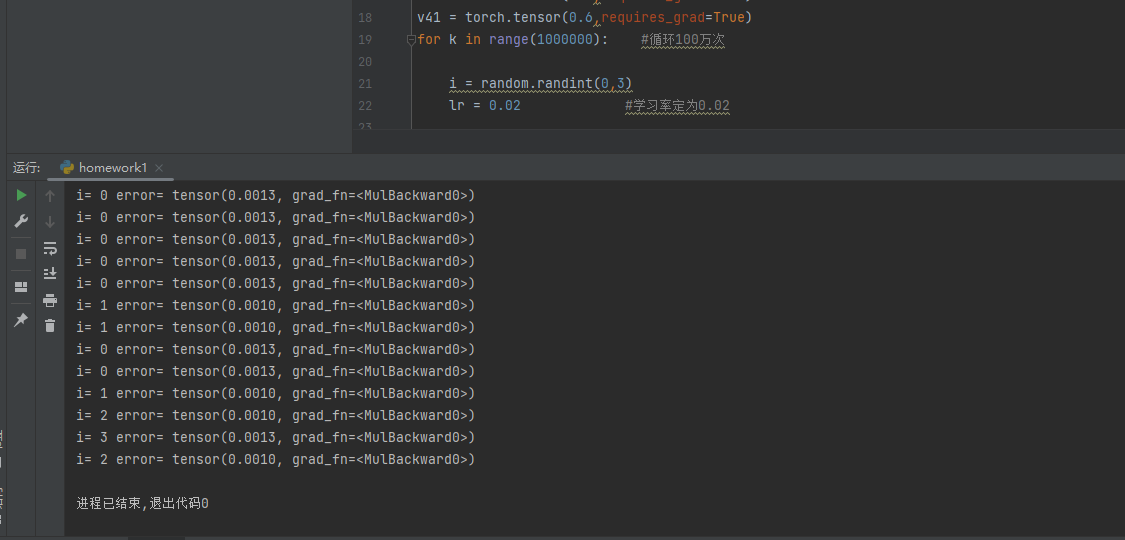 18 v41 = torch.tensor(0.6,requires_grad=True)
19 for k in range(1000000): #循环100万次
20
21 i = random.randint(0,3)
22 lr = 0.02 #学习率定为0.02
23
运行: homework1
i= 0 error= tensor(0.0013, grad_fn=<MulBackward0>)
i= 0 error= tensor(0.0013, grad_fn=<MulBackward0>)
i= 0 error= tensor(0.0013, grad_fn=<MulBackward0>)
i= 0 error= tensor(0.0013, grad_fn=<MulBackward0>)
i= 0 error= tensor(0.0013, grad_fn=<MulBackward0>)
i= 1 error= tensor(0.0010, grad_fn=<MulBackward0>)
i= 1 error= tensor(0.0010, grad_fn=<MulBackward0>)
i= 0 error= tensor(0.0013, grad_fn=<MulBackward0>)
i= 0 error= tensor(0.0013, grad_fn=<MulBackward0>)
i= 1 error= tensor(0.0010, grad_fn=<MulBackward0>)
i= 2 error= tensor(0.0010, grad_fn=<MulBackward0>)
i= 3 error= tensor(0.0013, grad_fn=<MulBackward0>)
i= 2 error= tensor(0.0010, grad_fn=<MulBackward0>)
进程已结束,退出代码0